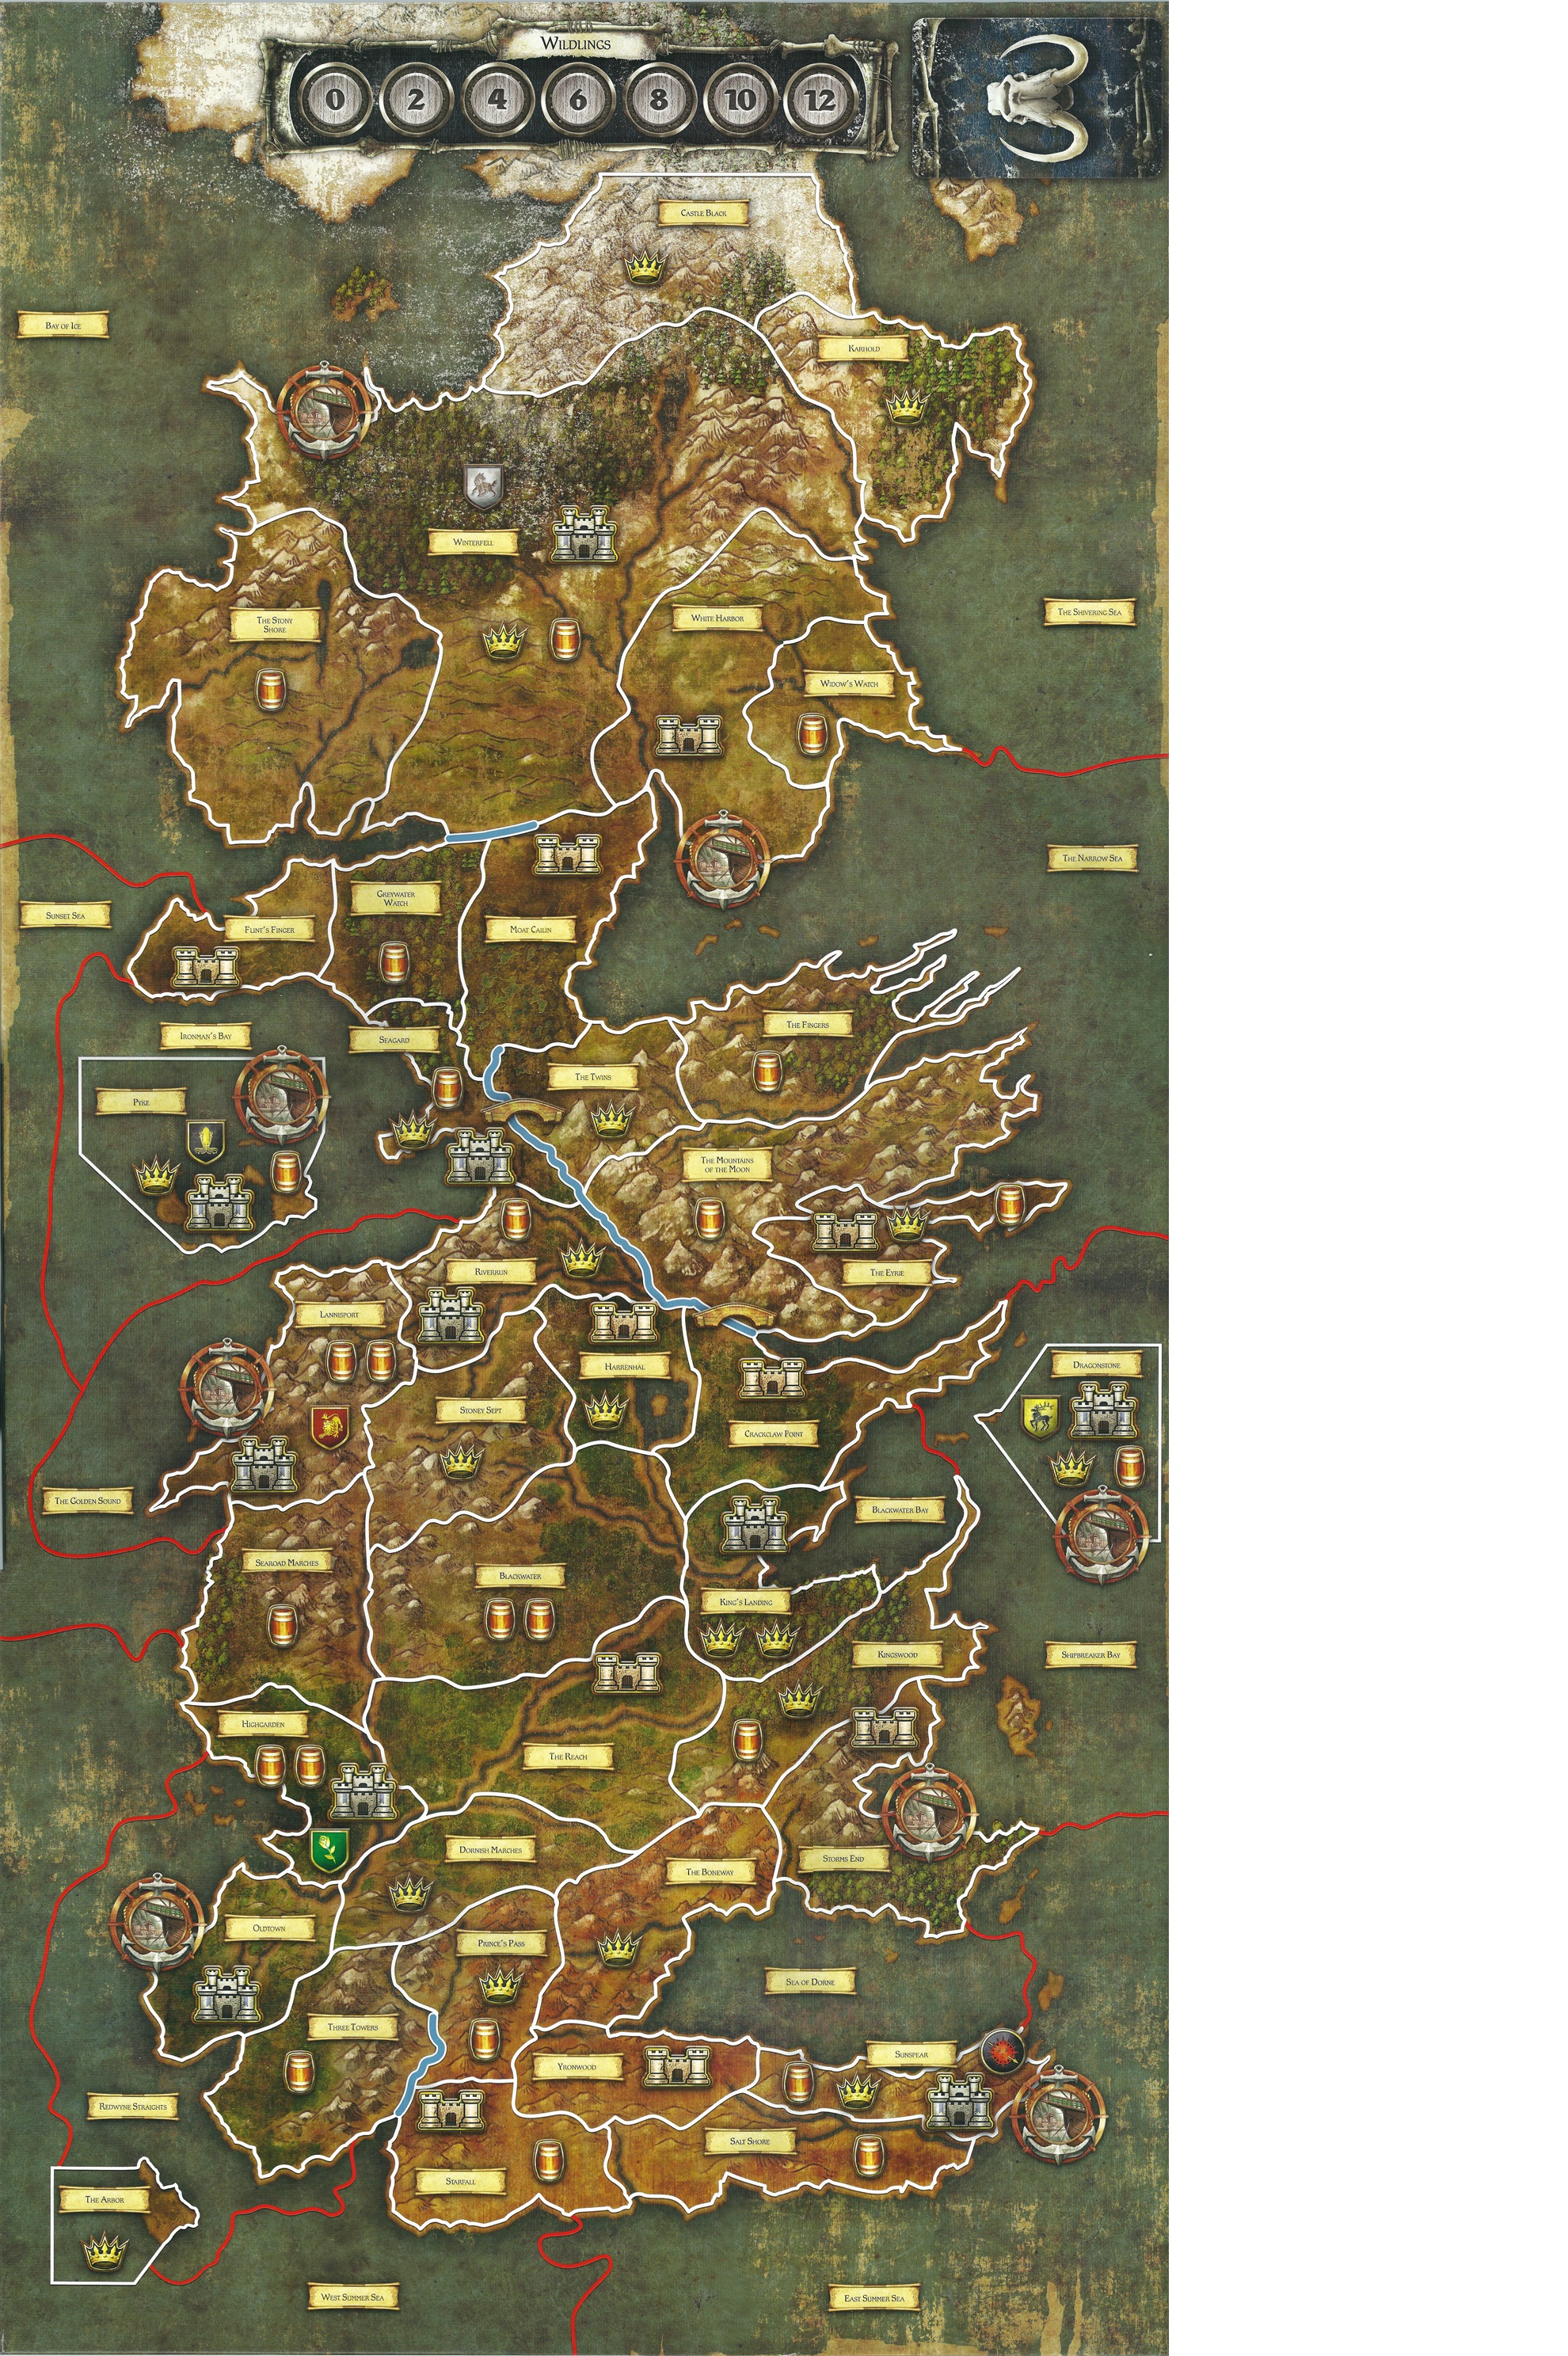 Wildlings
0 2 4 6 8 10 12
Castle Black
Bay of Ice
Karhold
Winterfell
The Stony
Shore
White Harbor
The Shivering Sea
Widow's Watch
The Narrow Sea
Greywater
Watch
Sunset Sea
Flint's Finger
Moat Cailin
The Fingers
Ironman's Bay
Seagard
The Twins
Pyke
The Mountains
of the Moon
Riverrun
The Eyrie
Lannisport
Harrenhal
Dragonstone
Stoney Sept
Crackclaw Point
The Golden Sound
Blackwater Bay
Searoad Marches
Blackwater
King's Landing
Kingswood
Shipbreaker Bay
Highgarden
The Reach
Dornish Marches
Storms End
The Boneway
Oldtown
Prince's Pass
Sea of Dorne
Three Towers
Sunspear
Yronwood
Redwyne Straights
Salt Shore
Starfall
The Arbor
West Summer Sea
East Summer Sea